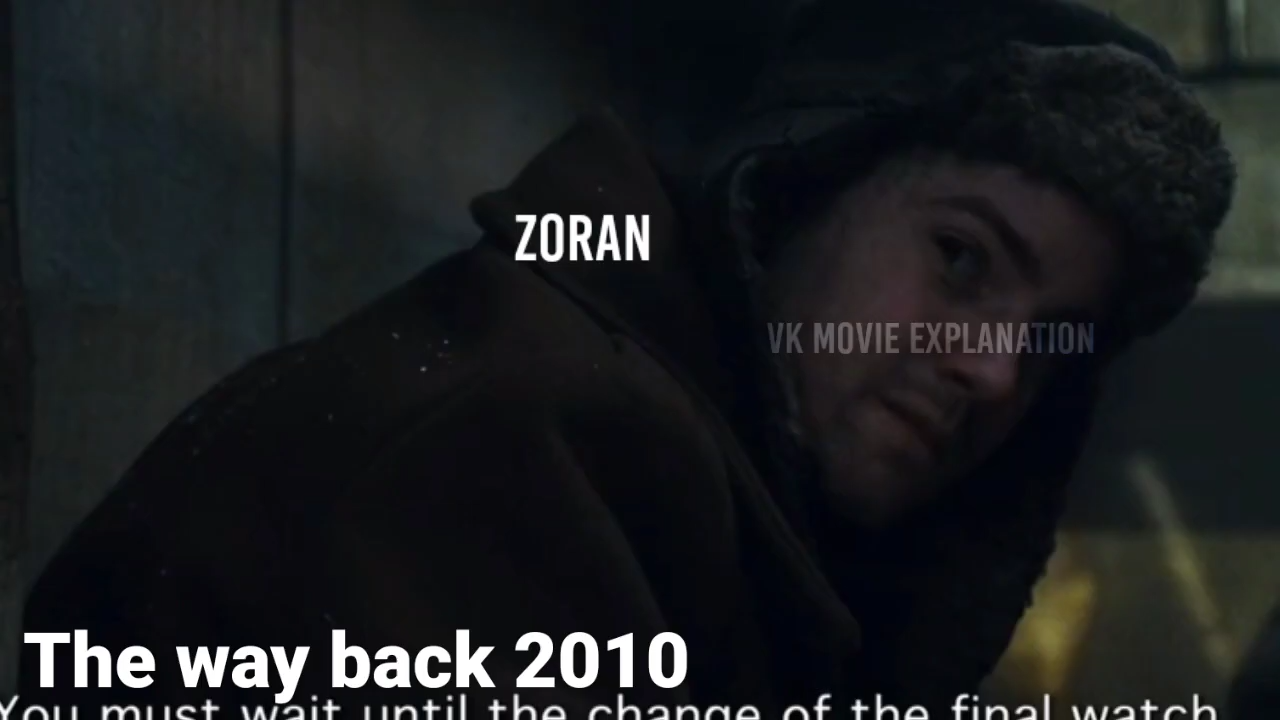 ZORAN
VK MOVIE EXPLANATION
The way back 2010
You must wait until the change of the final watch